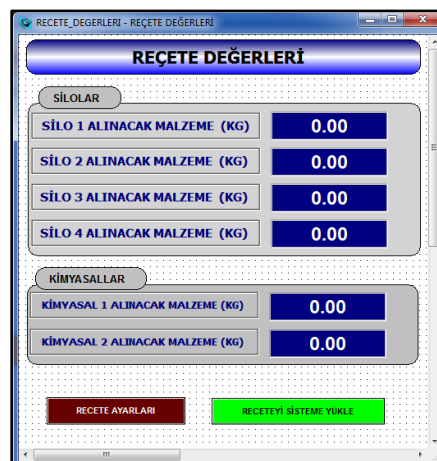 RECETE_DEGERLERİ - REÇETE DEĞERLERİ
REÇETE DEĞERLERİ
SİLOLAR
SİLO 1 ALINACAK MALZEME (KG) 0.00
SİLO 2 ALINACAK MALZEME (KG) 0.00
SİLO 3 ALINACAK MALZEME (KG) 0.00
SİLO 4 ALINACAK MALZEME (KG) 0.00
KİMYASALLAR
KİMYASAL 1 ALINACAK MALZEME (KG) 0.00
KİMYASAL 2 ALINACAK MALZEME (KG) 0.00
RECETE AYARLARI RECETEYİ SİSTEME YÜKLE